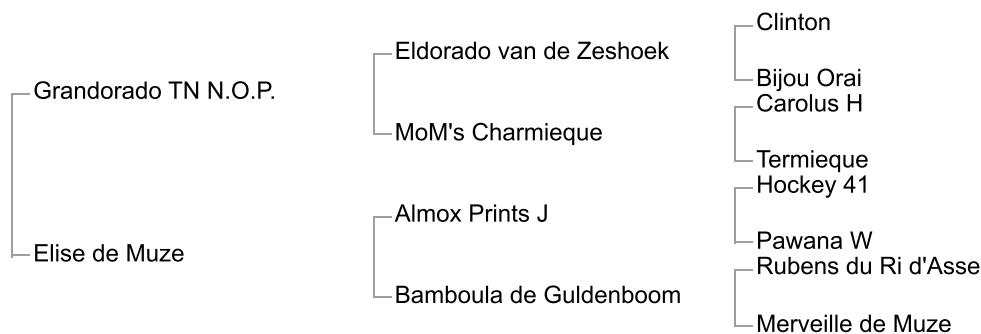 Grandorado TN N.O.P.
Elise de Muze
Eldorado van de Zeshoek
MoM's Charmieque
Almox Prints J
Bamboula de Guldenboom
Clinton
Bijou Orai
Carolus H
Termieque
Hockey 41
Pawana W
Rubens du Ri d'Asse
Merveille de Muze